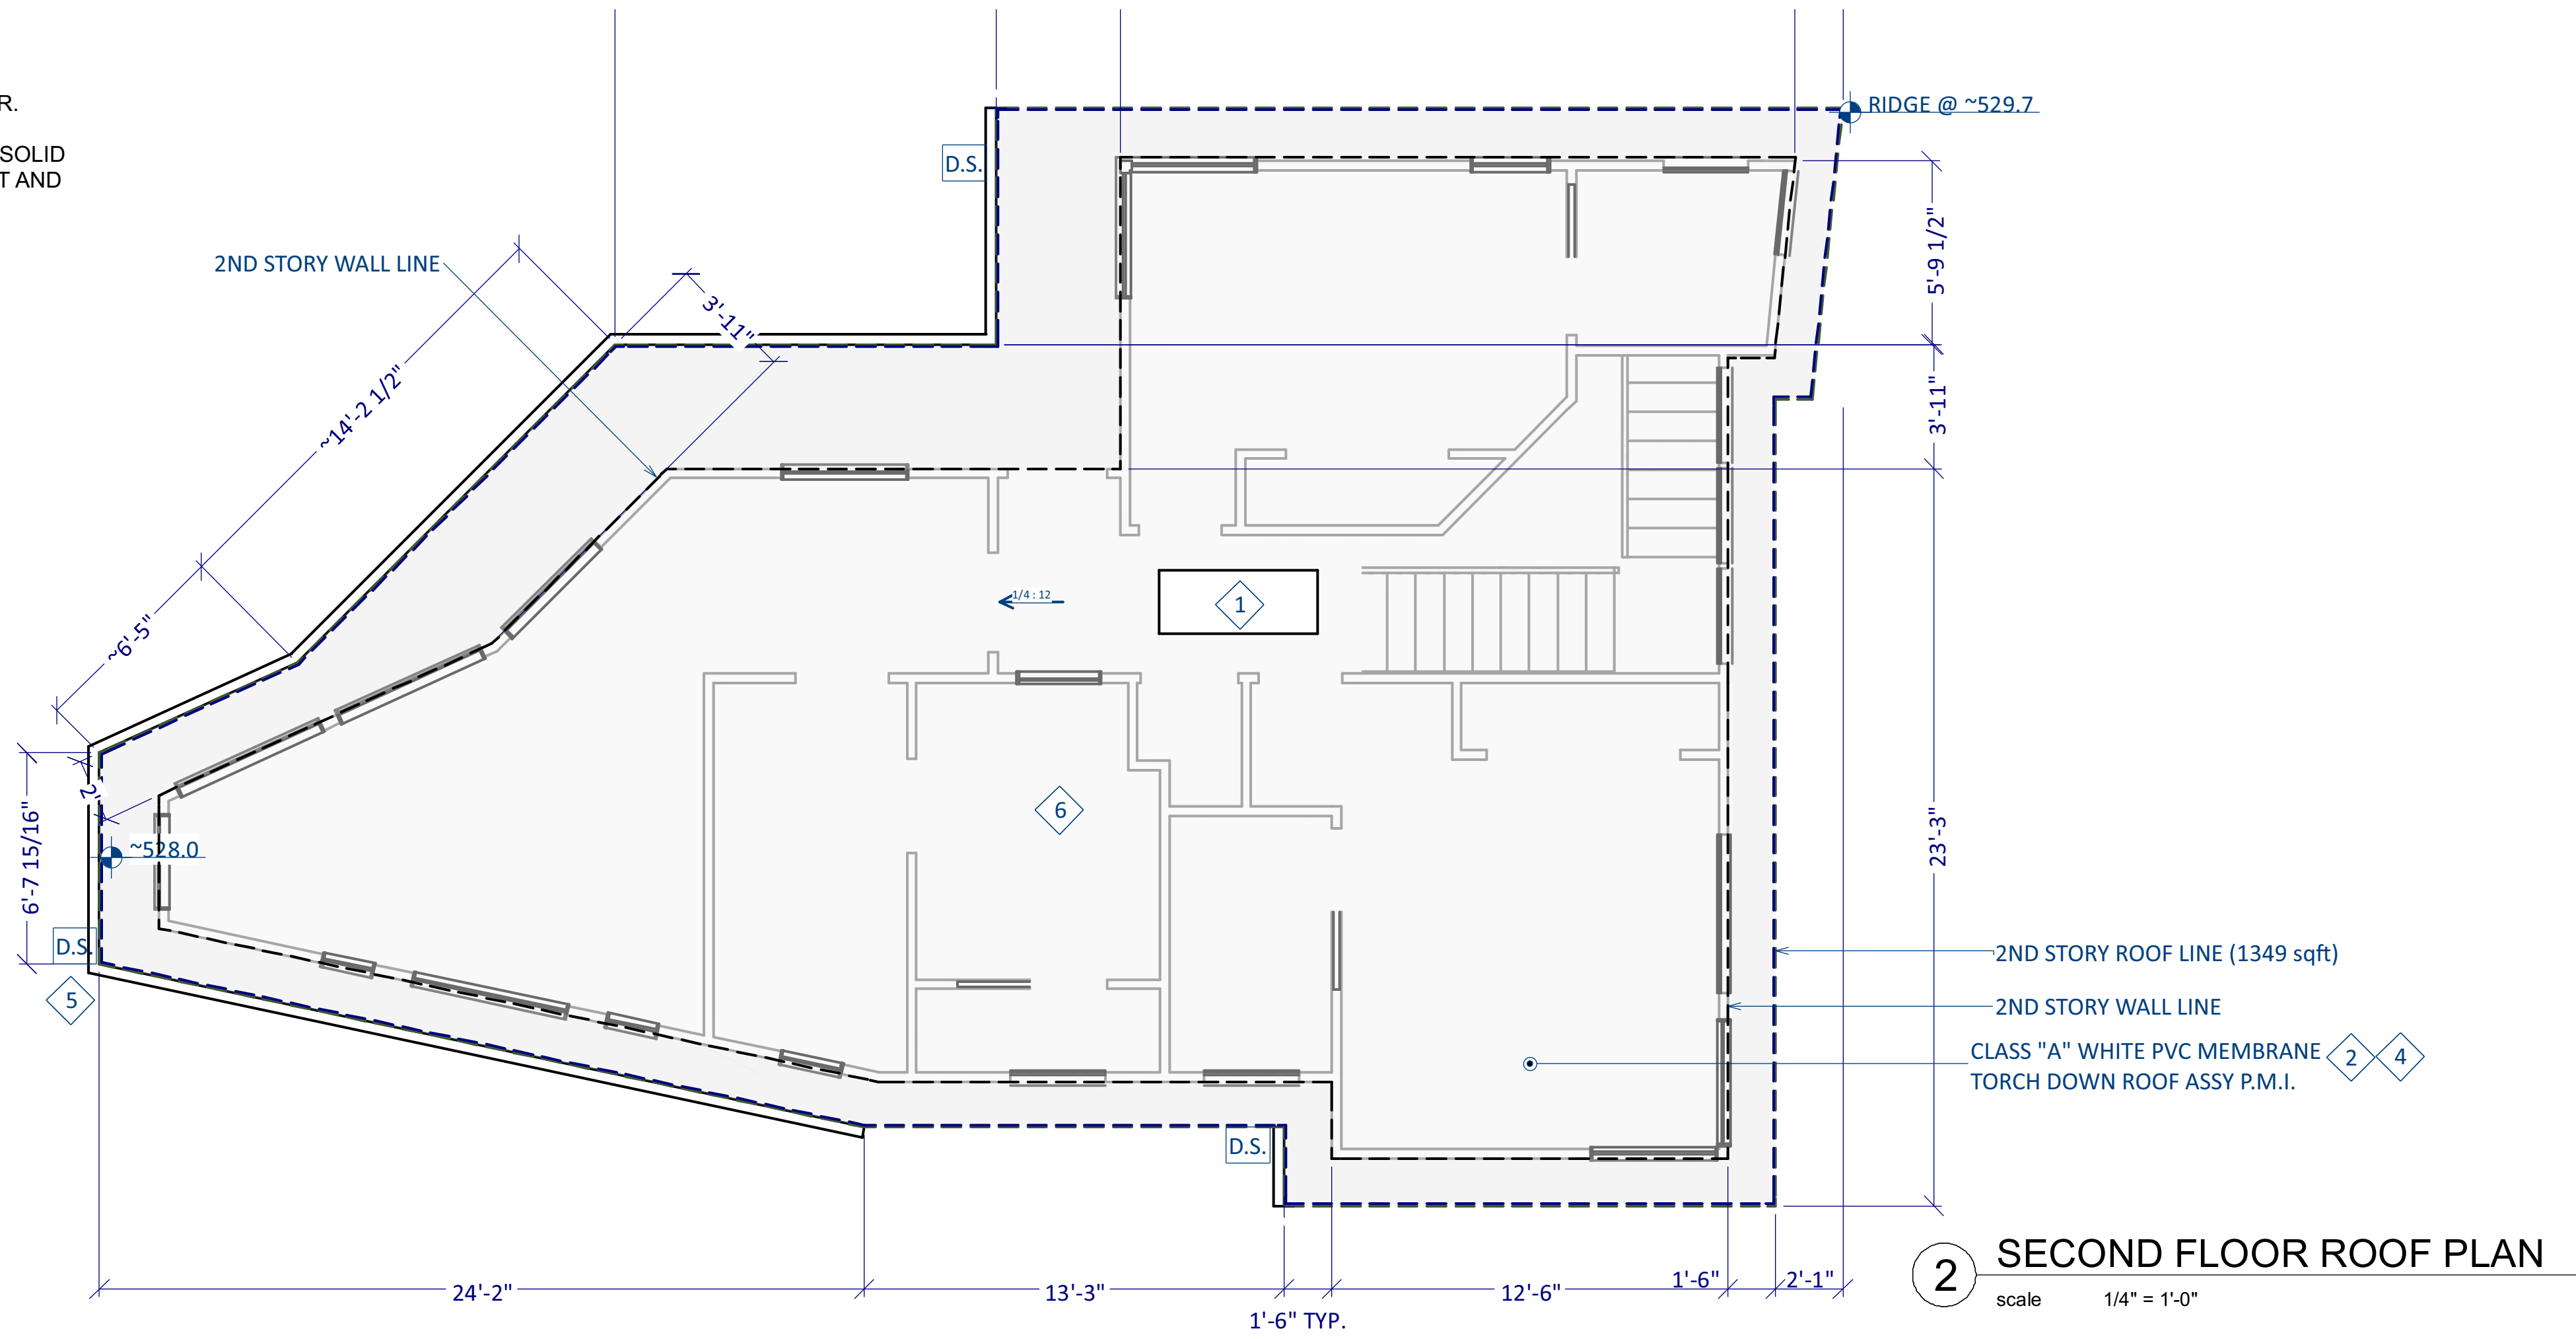 R.
SOLID
T AND
RIDGE @ ~529.7
D.S.
2ND STORY WALL LINE
3'-11"
5'-9 1/2"
~14'-2 1/2"
3'-11"
1/4 : 12
1
~6'-5"
2'
6
~528.0
6'-7 15/16"
23'-3"
D.S.
5
2ND STORY ROOF LINE (1349 sqft)
2ND STORY WALL LINE
CLASS "A" WHITE PVC MEMBRANE 2 4
TORCH DOWN ROOF ASSY P.M.I.
D.S.
24'-2"
13'-3"
1'-6" TYP.
12'-6"
1'-6"
2'-1"
2 SECOND FLOOR ROOF PLAN
scale 1/4" = 1'-0"